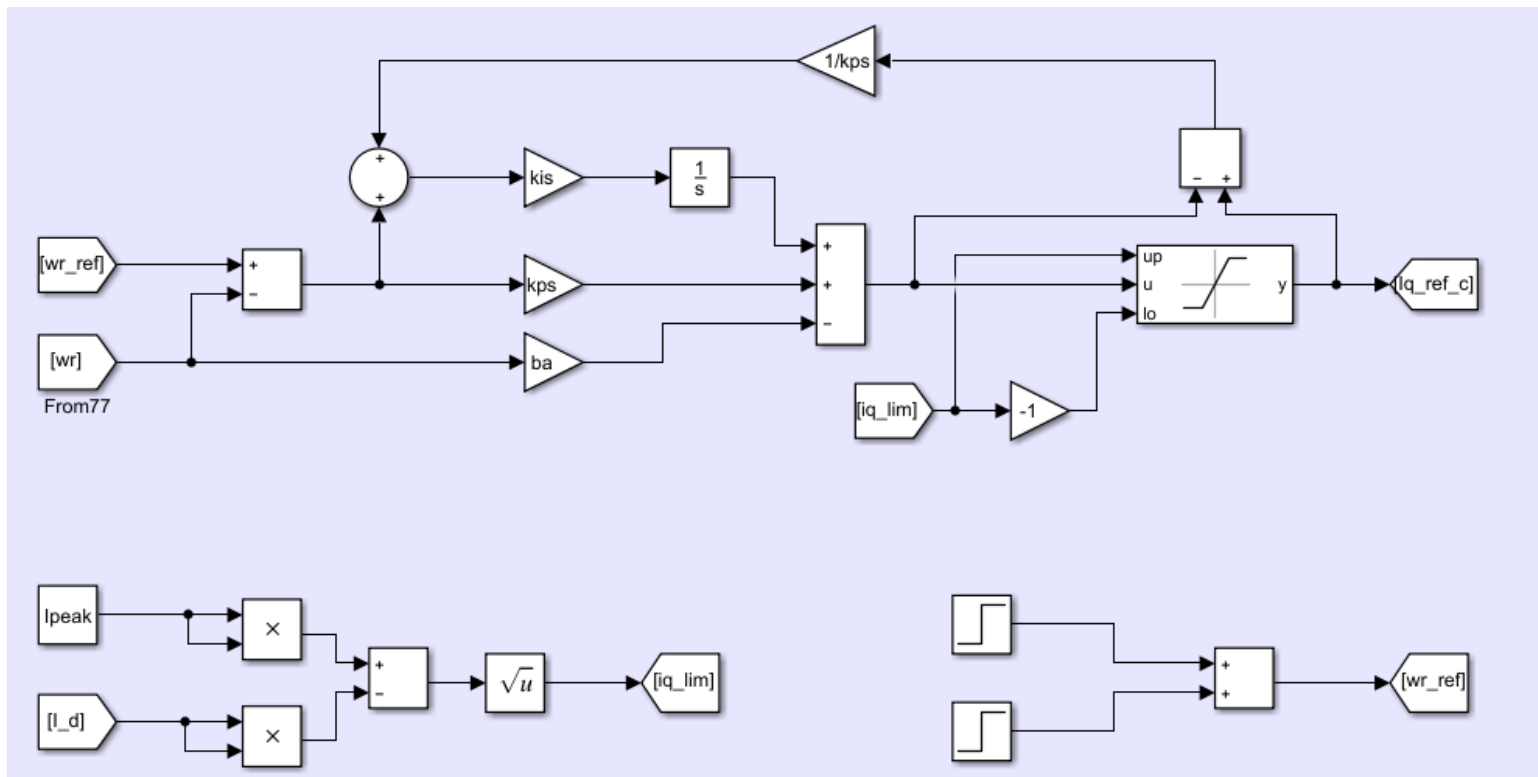 1/kps
+
+
kis
1
s
− +
[wr_ref]
+
−
kps
+
+
−
up
u
lo
y
[Iq_ref_c]
[wr]
ba
From77
[iq_lim]
-1
Ipeak
×
+
−
√u
[iq_lim]
[I_d]
×
+
+
[wr_ref]